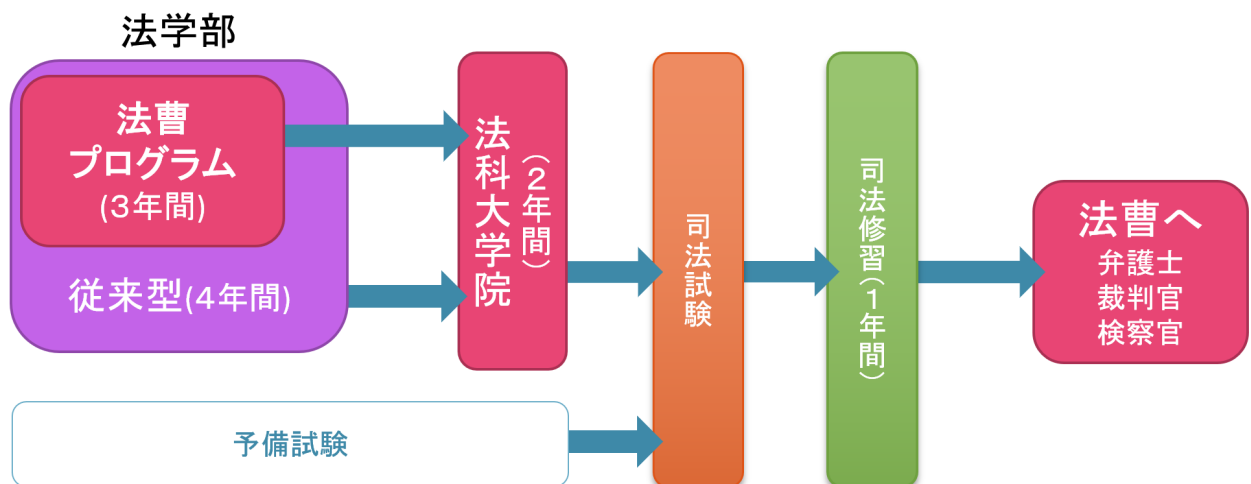 法学部
法曹
プログラム
(3年間)
従来型(4年間)
法科大学院
(2年間)
司法試験
司法修習(1年間)
法曹へ
弁護士
裁判官
検察官
予備試験